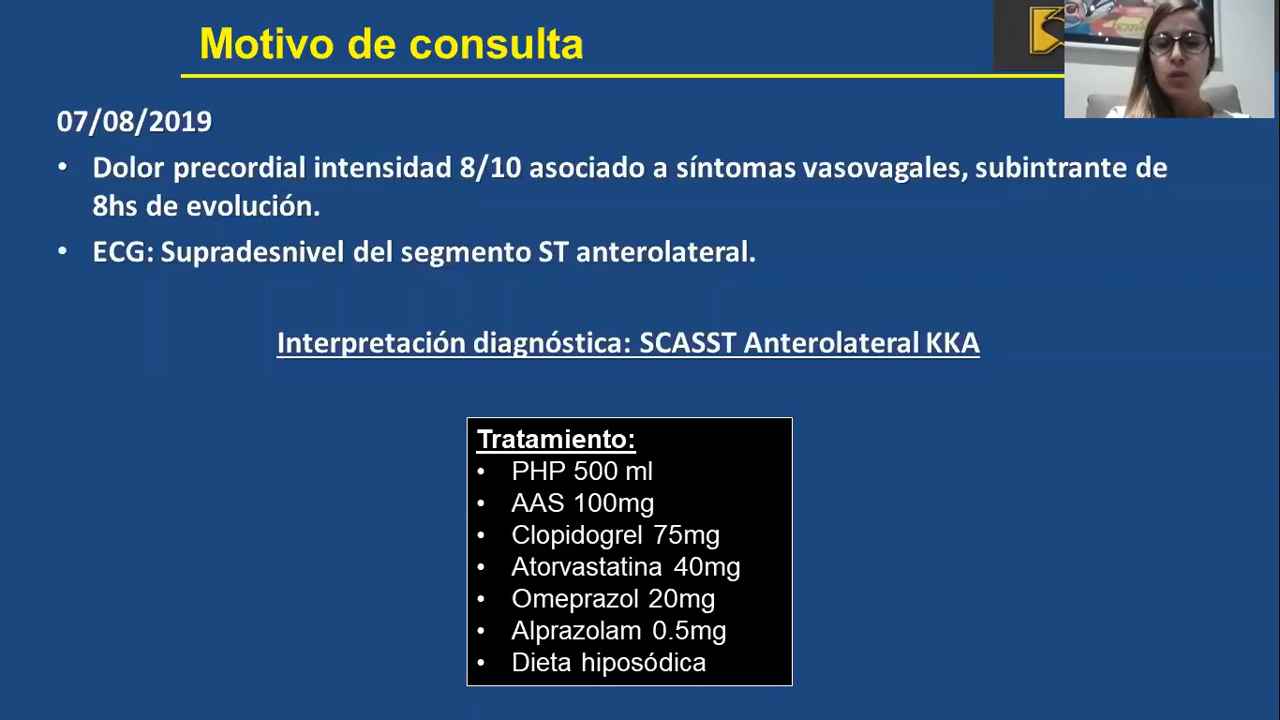 Motivo de consulta
07/08/2019
• Dolor precordial intensidad 8/10 asociado a síntomas vasovagales, subintrante de
8hs de evolución.
• ECG: Supradesnivel del segmento ST anterolateral.
Interpretación diagnóstica: SCASST Anterolateral KKA
Tratamiento:
• PHP 500 ml
• AAS 100mg
• Clopidogrel 75mg
• Atorvastatina 40mg
• Omeprazol 20mg
• Alprazolam 0.5mg
• Dieta hiposódica